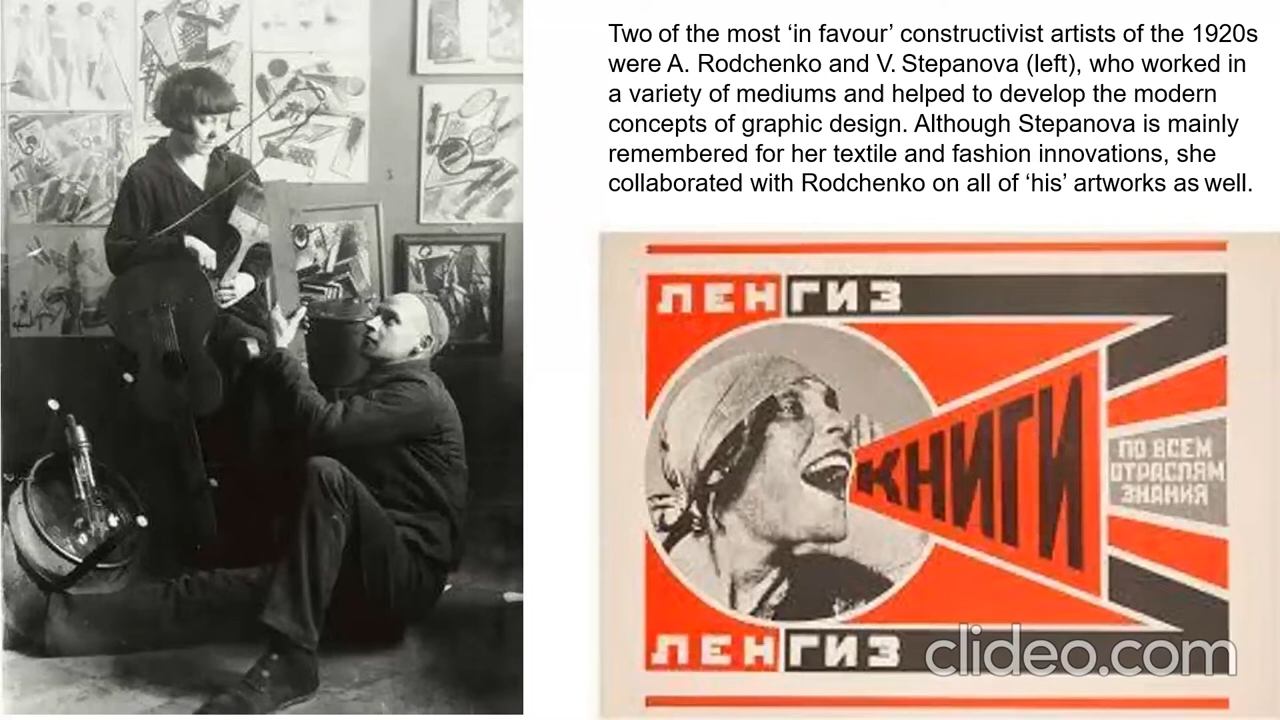 Two of the most ‘in favour’ constructivist artists of the 1920s
were A. Rodchenko and V. Stepanova (left), who worked in
a variety of mediums and helped to develop the modern
concepts of graphic design. Although Stepanova is mainly
remembered for her textile and fashion innovations, she
collaborated with Rodchenko on all of ‘his’ artworks as well.
ЛЕНГИЗ
КНИГИ
ПО ВСЕМ
ОТРАСЛЯМ
ЗНАНИЯ
ЛЕНГИЗ
clideo.com